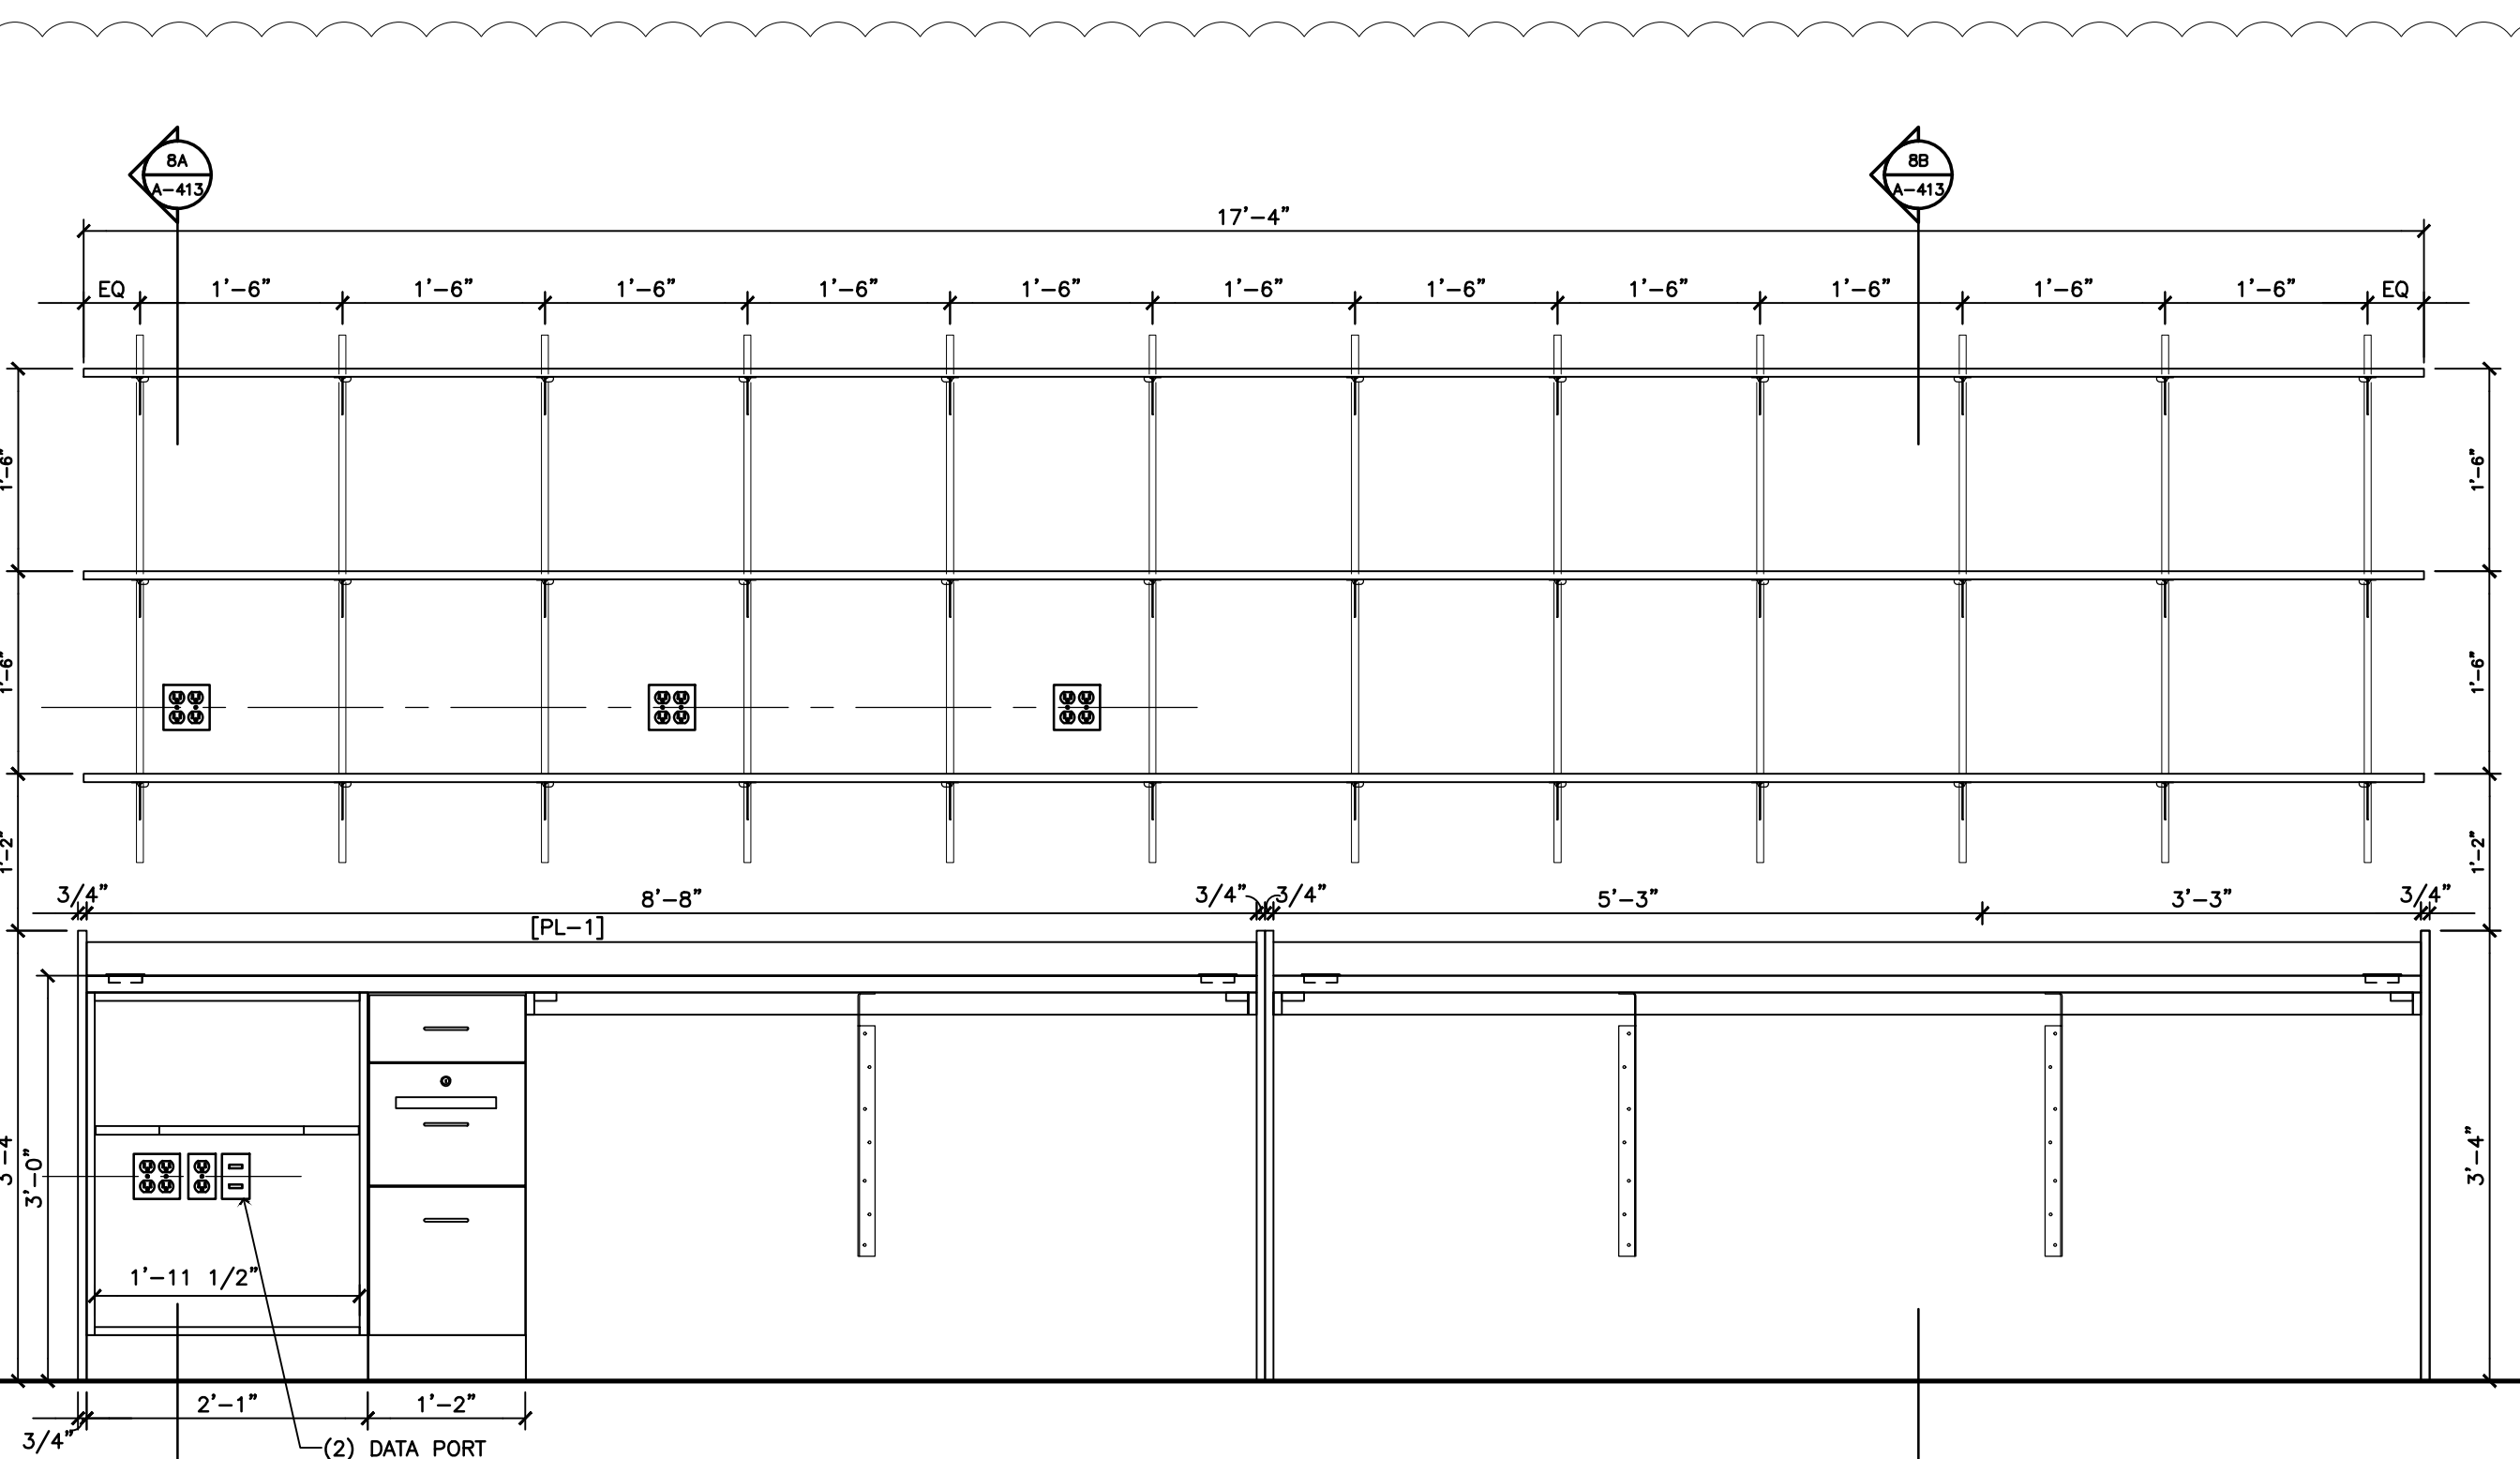 8A
A-413
8B
A-413
17'-4"
EQ 1'-6" 1'-6" 1'-6" 1'-6" 1'-6" 1'-6" 1'-6" 1'-6" 1'-6" 1'-6" 1'-6" EQ
1'-6" 1'-6"
1'-6" 1'-6"
1'-2" 1'-2"
3/4" 8'-8" 3/4" 3/4" 5'-3" 3'-3" 3/4"
[PL-1]
3'-4
3'-0"
3'-4"
1'-11 1/2"
2'-1" 1'-2"
3/4"
(2) DATA PORT